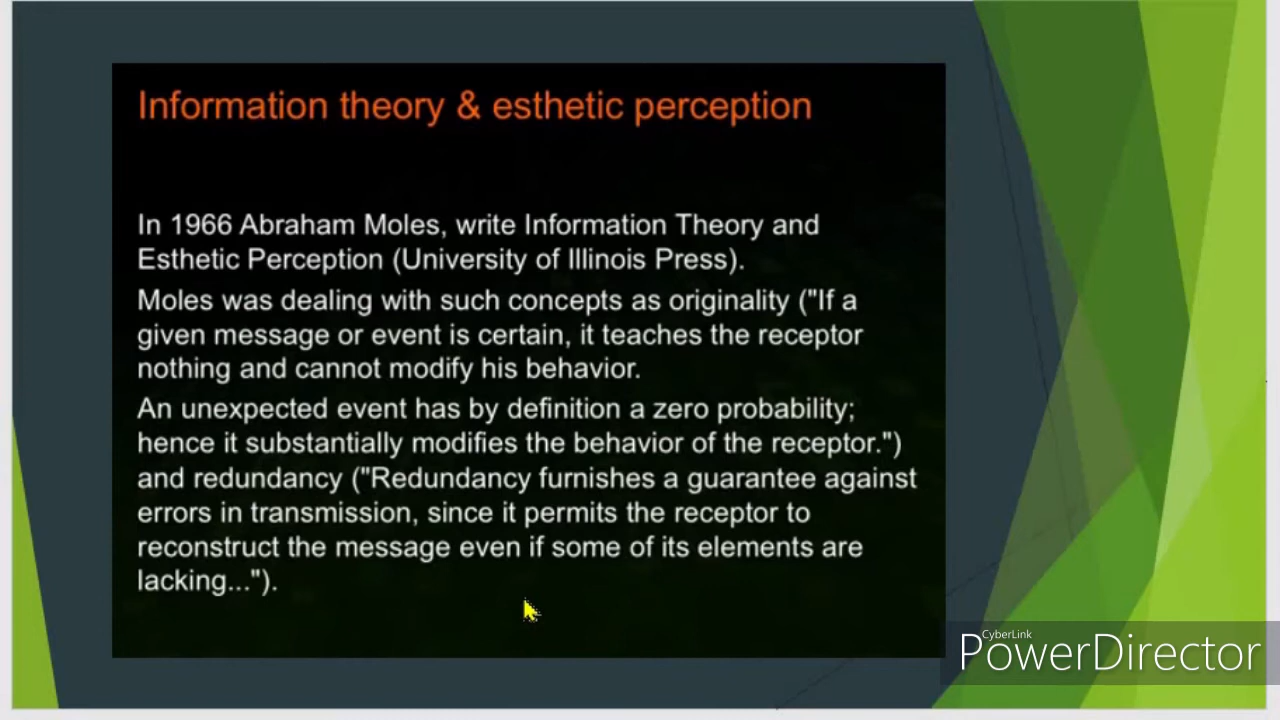 Information theory & esthetic perception
In 1966 Abraham Moles, write Information Theory and
Esthetic Perception (University of Illinois Press).
Moles was dealing with such concepts as originality ("If a
given message or event is certain, it teaches the receptor
nothing and cannot modify his behavior.
An unexpected event has by definition a zero probability;
hence it substantially modifies the behavior of the receptor.")
and redundancy ("Redundancy furnishes a guarantee against
errors in transmission, since it permits the receptor to
reconstruct the message even if some of its elements are
lacking...").
CyberLink
PowerDirector